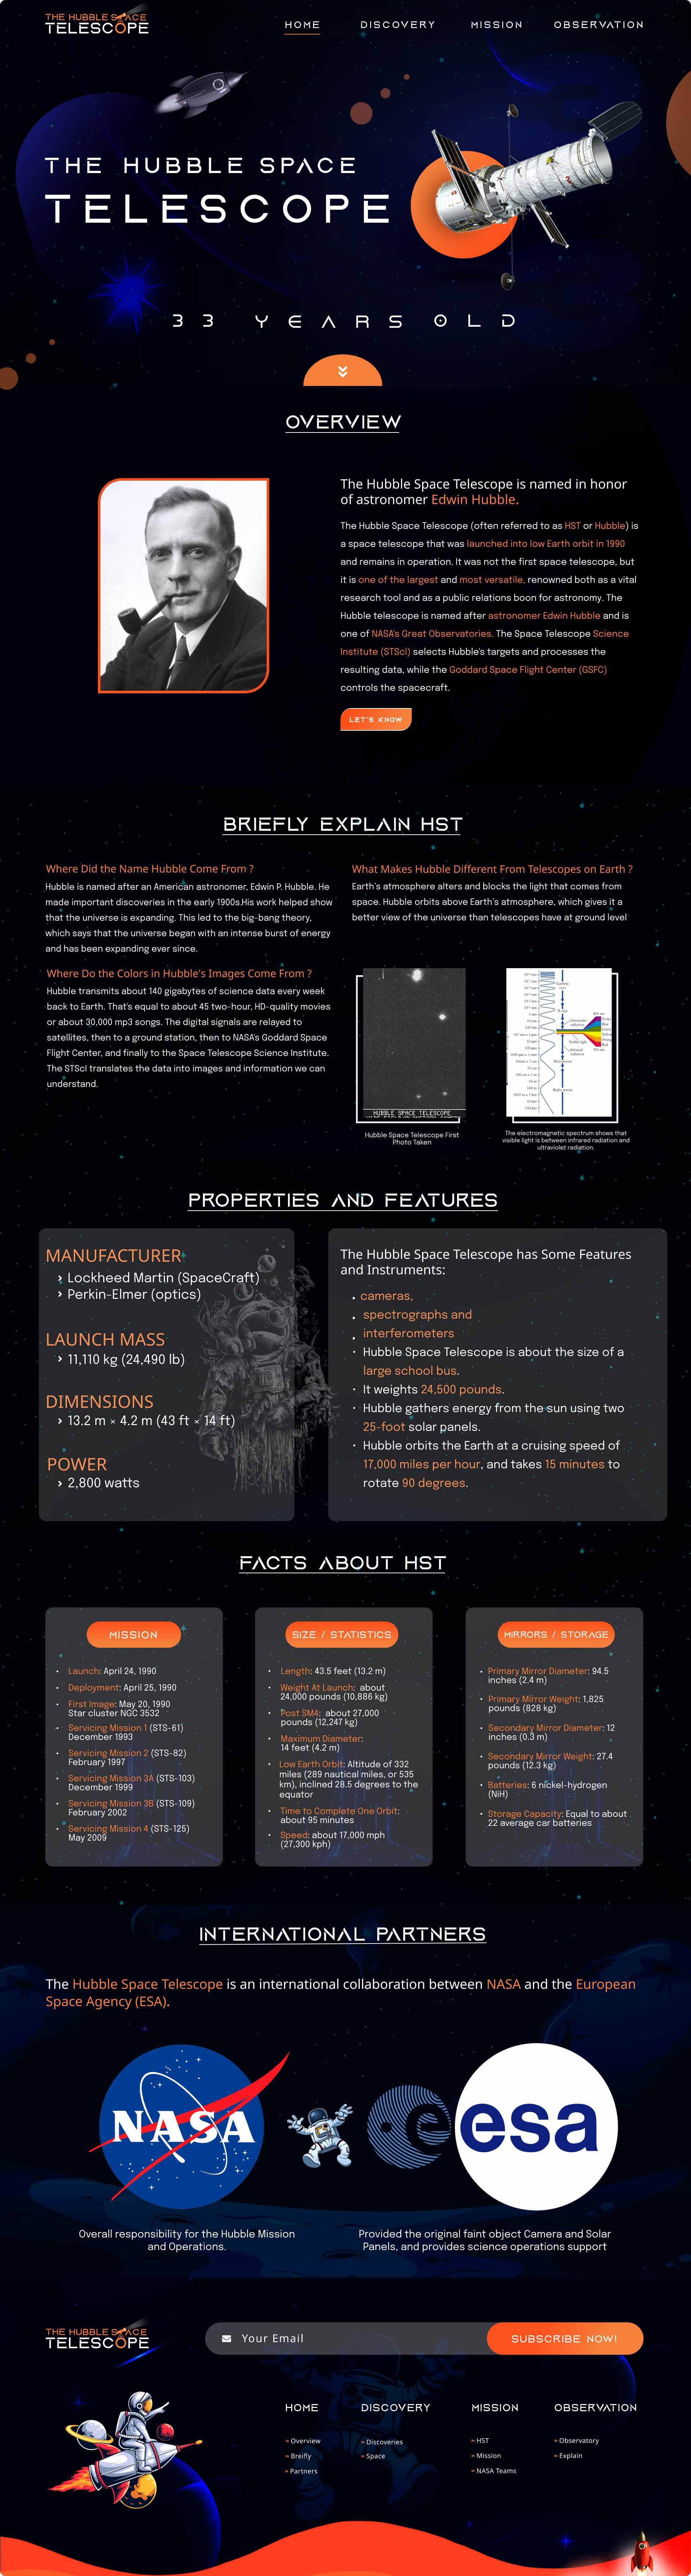 THE HUBBLE SPACE
TELESCOPE
HOME
DISCOVERY
MISSION
OBSERVATION
THE HUBBLE SPACE
TELESCOPE
33 YEARS OLD
OVERVIEW
The Hubble Space Telescope is named in honor
of astronomer Edwin Hubble.
The Hubble Space Telescope (often referred to as HST or Hubble) is
a space telescope that was launched into low Earth orbit in 1990
and remains in operation. It was not the first space telescope, but
it is one of the largest and most versatile, renowned both as a vital
research tool and as a public relations boon for astronomy. The
Hubble telescope is named after astronomer Edwin Hubble and is
one of NASA's Great Observatories. The Space Telescope Science
Institute (STScI) selects Hubble's targets and processes the
resulting data, while the Goddard Space Flight Center (GSFC)
controls the spacecraft.
LET'S KNOW
BRIEFLY EXPLAIN HST
Where Did the Name Hubble Come From ?
Hubble is named after an American astronomer, Edwin P. Hubble. He
made important discoveries in the early 1900s.His work helped show
that the universe is expanding. This led to the big-bang theory,
which says that the universe began with an intense burst of energy
and has been expanding ever since.
Where Do the Colors in Hubble's Images Come From ?
Hubble transmits about 140 gigabytes of science data every week
back to Earth. That's equal to about 45 two-hour, HD-quality movies
or about 30,000 mp3 songs. The digital signals are relayed to
satellites, then to a ground station, then to NASA's Goddard Space
Flight Center, and finally to the Space Telescope Science Institute.
The STScI translates the data into images and information we can
understand.
What Makes Hubble Different From Telescopes on Earth ?
Earth's atmosphere alters and blocks the light that comes from
space. Hubble orbits above Earth's atmosphere, which gives it a
better view of the universe than telescopes have at ground level
HUBBLE SPACE TELESCOPE
Hubble Space Telescope First
Photo Taken
The electromagnetic spectrum shows that
visible light is between infrared radiation and
ultraviolet radiation.
PROPERTIES AND FEATURES
MANUFACTURER
Lockheed Martin (SpaceCraft)
Perkin-Elmer (optics)
LAUNCH MASS
11,110 kg (24,490 lb)
DIMENSIONS
13.2 m × 4.2 m (43 ft × 14 ft)
POWER
2,800 watts
The Hubble Space Telescope has Some Features
and Instruments:
cameras,
spectrographs and
interferometers
Hubble Space Telescope is about the size of a
large school bus.
It weights 24,500 pounds.
Hubble gathers energy from the sun using two
25-foot solar panels.
Hubble orbits the Earth at a cruising speed of
17,000 miles per hour, and takes 15 minutes to
rotate 90 degrees.
FACTS ABOUT HST
MISSION
Launch: April 24, 1990
Deployment: April 25, 1990
First Image: May 20, 1990
Star cluster NGC 3532
Servicing Mission 1 (STS-61)
December 1993
Servicing Mission 2 (STS-82)
February 1997
Servicing Mission 3A (STS-103)
December 1999
Servicing Mission 3B (STS-109)
February 2002
Servicing Mission 4 (STS-125)
May 2009
SIZE / STATISTICS
Length: 43.5 feet (13.2 m)
Weight At Launch: about
24,000 pounds (10,886 kg)
Post SM4: about 27,000
pounds (12,247 kg)
Maximum Diameter:
14 feet (4.2 m)
Low Earth Orbit: Altitude of 332
miles (289 nautical miles, or 535
km), inclined 28.5 degrees to the
equator
Time to Complete One Orbit:
about 95 minutes
Speed: about 17,000 mph
(27,300 kph)
MIRRORS / STORAGE
Primary Mirror Diameter: 94.5
inches (2.4 m)
Primary Mirror Weight: 1,825
pounds (828 kg)
Secondary Mirror Diameter: 12
inches (0.3 m)
Secondary Mirror Weight: 27.4
pounds (12.3 kg)
Batteries: 6 nickel-hydrogen
(NiH)
Storage Capacity: Equal to about
22 average car batteries
INTERNATIONAL PARTNERS
The Hubble Space Telescope is an international collaboration between NASA and the European
Space Agency (ESA).
NASA
esa
Overall responsibility for the Hubble Mission
and Operations.
Provided the original faint object Camera and Solar
Panels, and provides science operations support
THE HUBBLE SPACE
TELESCOPE
Your Email
SUBSCRIBE NOW!
HOME
Overview
Breifly
Partners
DISCOVERY
Discoveries
Space
MISSION
HST
Mission
NASA Teams
OBSERVATION
Observatory
Explain